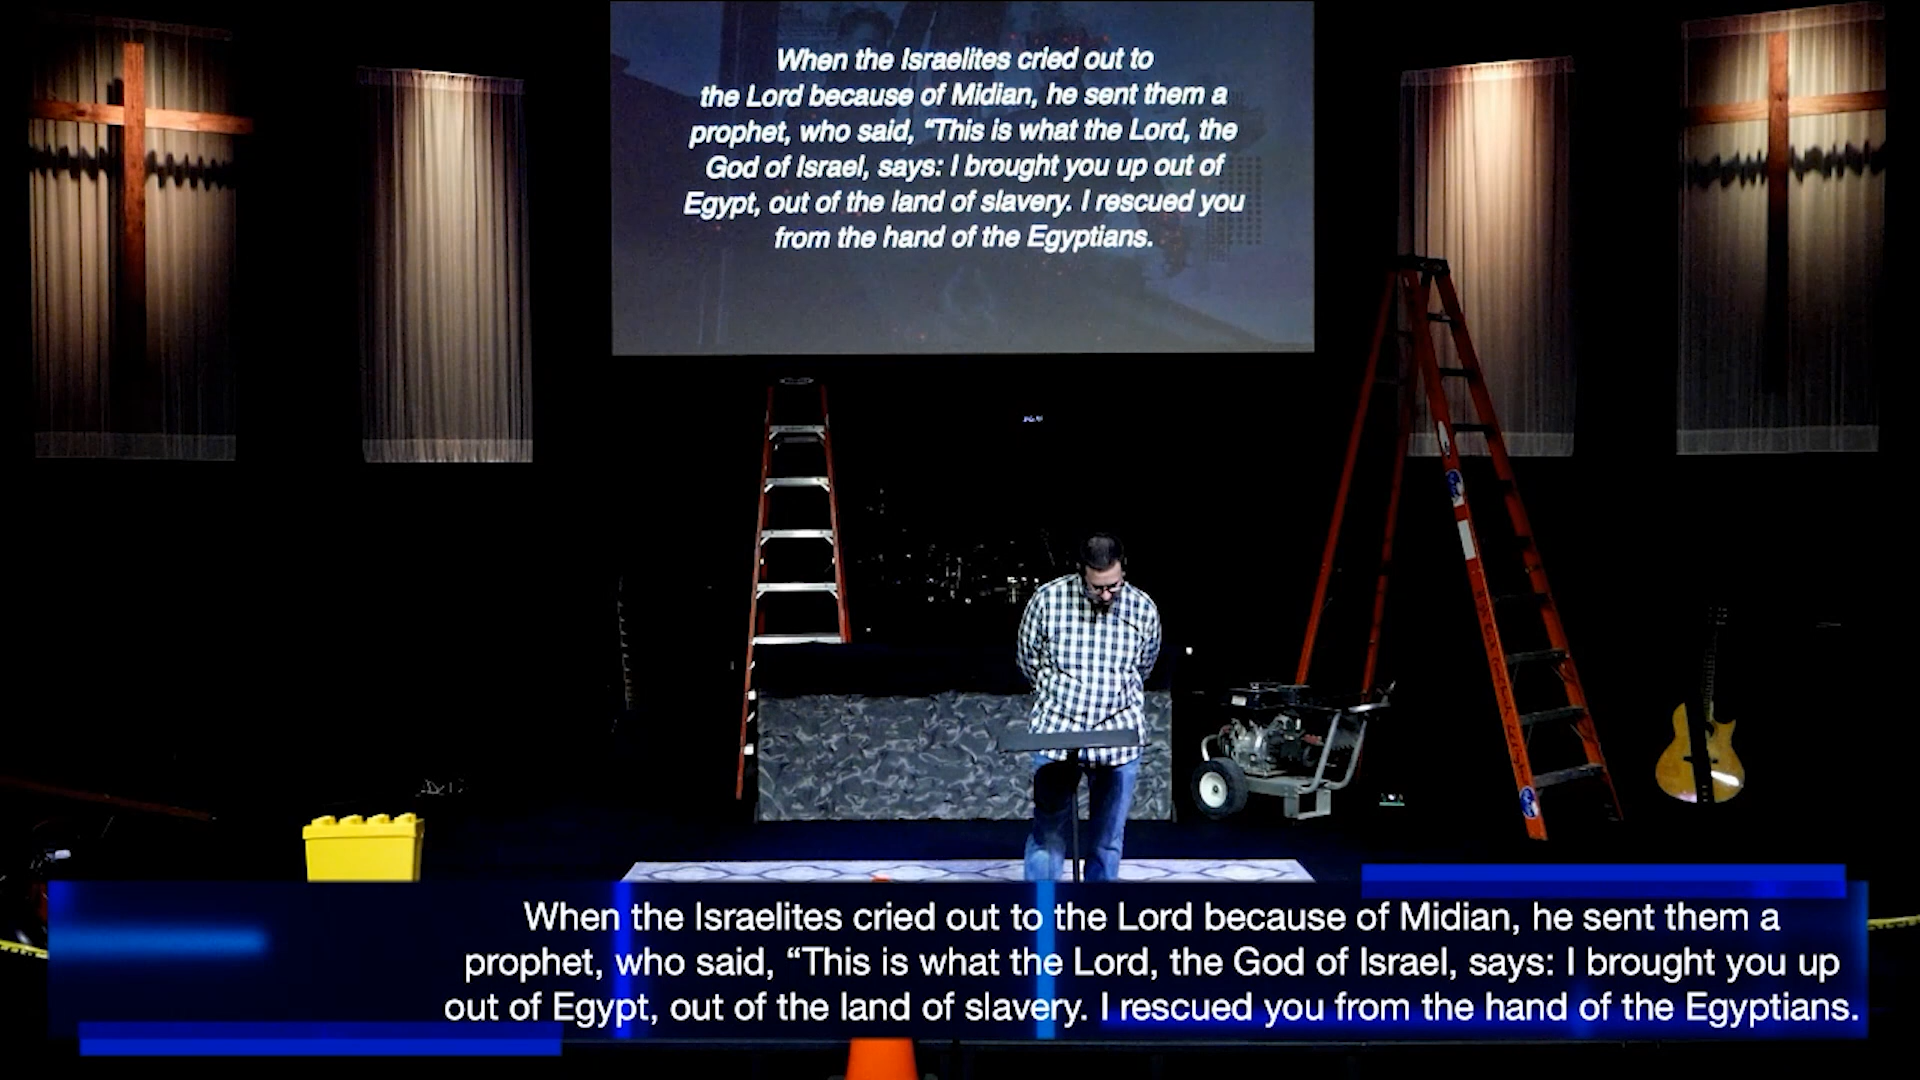 When the Israelites cried out to
the Lord because of Midian, he sent them a
prophet, who said, “This is what the Lord, the
God of Israel, says: I brought you up out of
Egypt, out of the land of slavery. I rescued you
from the hand of the Egyptians.
When the Israelites cried out to the Lord because of Midian, he sent them a
prophet, who said, “This is what the Lord, the God of Israel, says: I brought you up
out of Egypt, out of the land of slavery. I rescued you from the hand of the Egyptians.